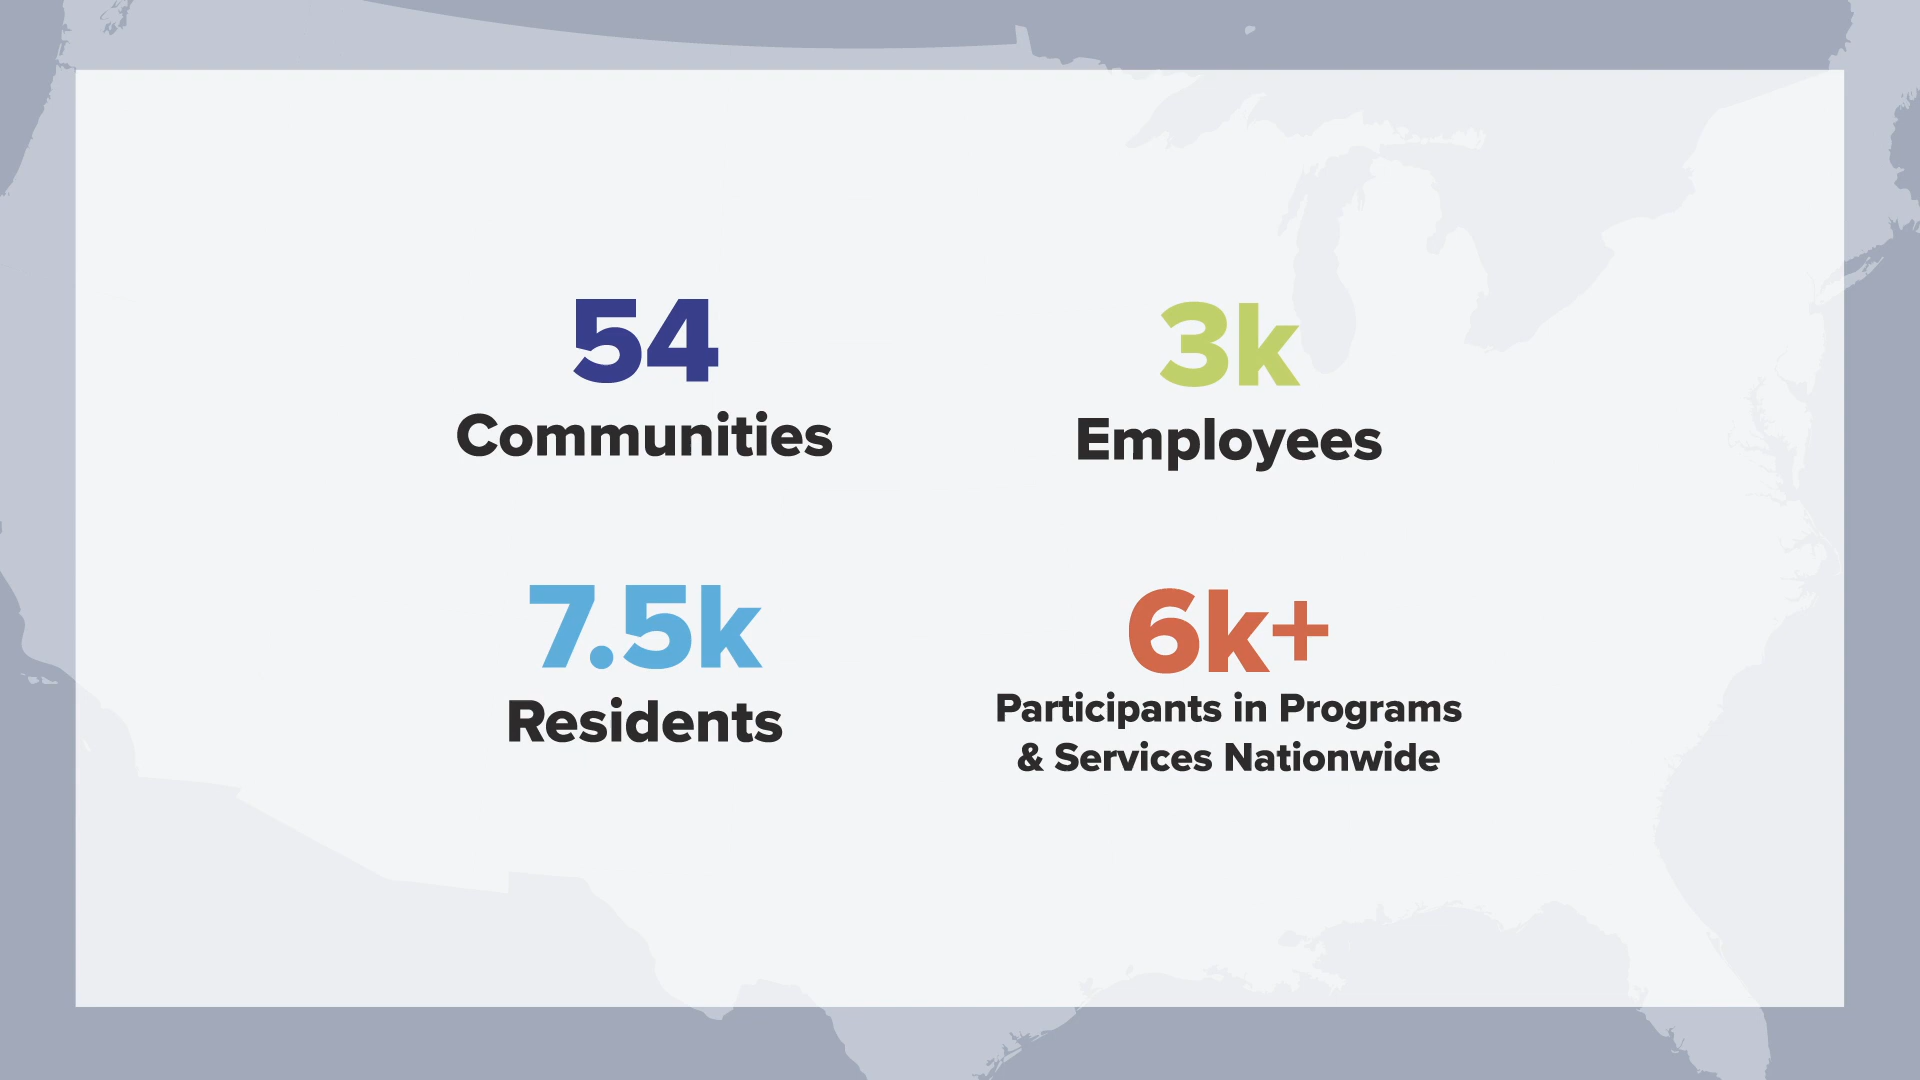 54
Communities
3k
Employees
7.5k
Residents
6k+
Participants in Programs
& Services Nationwide